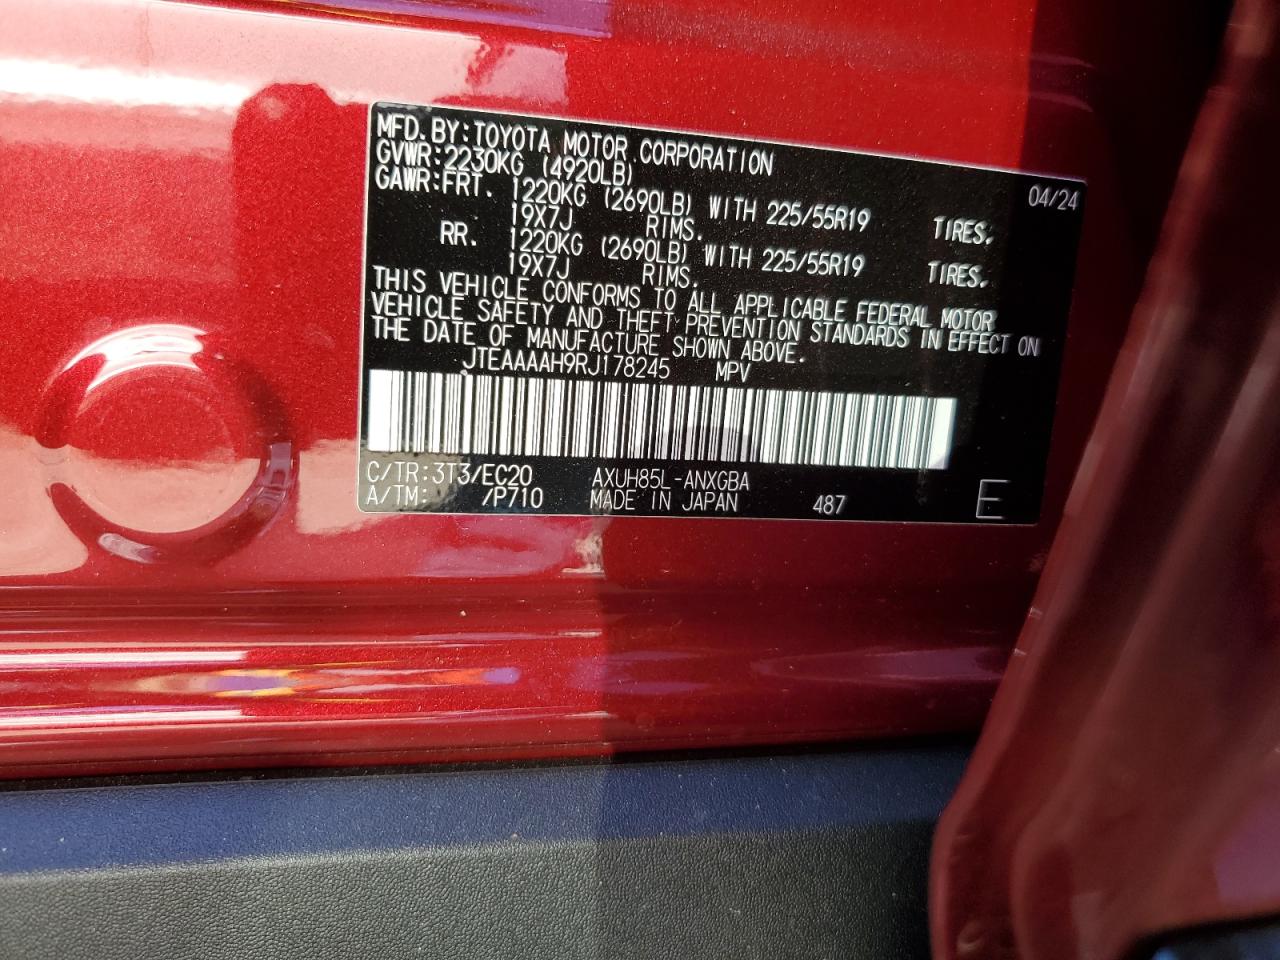 MFD.BY:TOYOTA MOTOR CORPORATION 04/24
GVWR:2230KG (4920LB)
GAWR:FRT. 1220KG (2690LB) WITH 225/55R19 TIRES.
19X7J RIMS.
RR. 1220KG (2690LB) WITH 225/55R19 TIRES.
19X7J RIMS.
THIS VEHICLE CONFORMS TO ALL APPLICABLE FEDERAL MOTOR
VEHICLE SAFETY AND THEFT PREVENTION STANDARDS IN EFFECT ON
THE DATE OF MANUFACTURE SHOWN ABOVE.
JTEAAAAH9RJ178245 MPV
C/TR:3T3/EC20 AXUH85L-ANXGBA
A/TM: /P710 MADE IN JAPAN 487 E